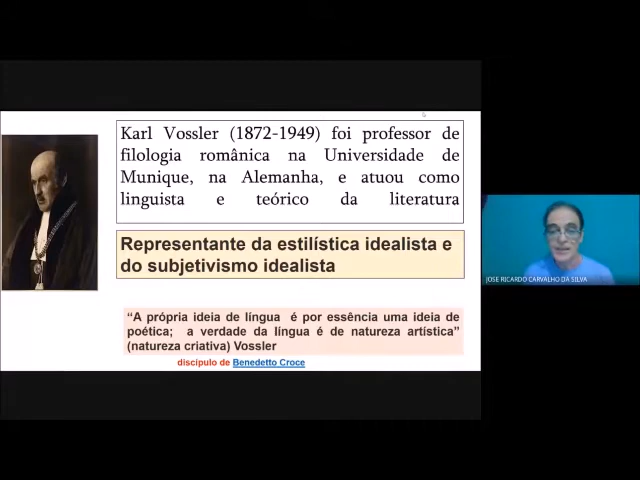 Karl Vossler (1872-1949) foi professor de
filologia românica na Universidade de
Munique, na Alemanha, e atuou como
linguista e teórico da literatura
Representante da estilística idealista e
do subjetivismo idealista
“A própria ideia de língua é por essência uma ideia de
poética; a verdade da língua é de natureza artística”
(natureza criativa) Vossler
discípulo de Benedetto Croce
JOSE RICARDO CARVALHO DA SILVA